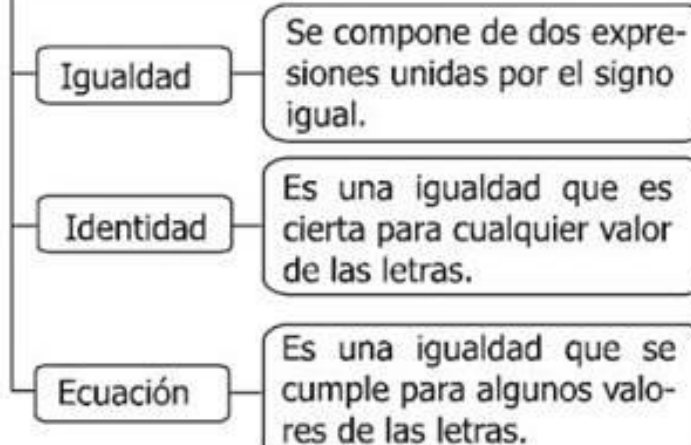 Igualdad
Se compone de dos expre-
siones unidas por el signo
igual.
Identidad
Es una igualdad que es
cierta para cualquier valor
de las letras.
Ecuación
Es una igualdad que se
cumple para algunos valo-
res de las letras.